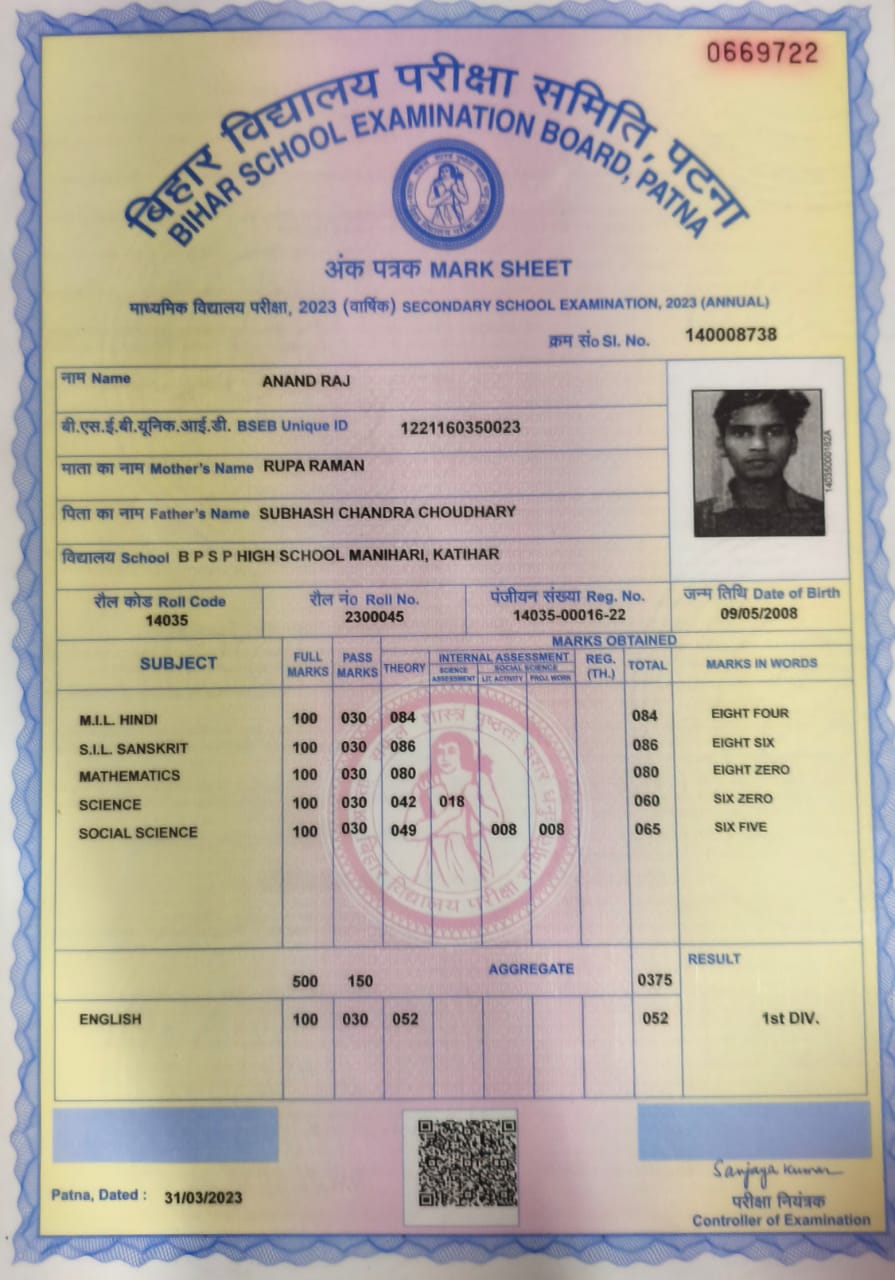 0669722
बिहार विद्यालय परीक्षा समिति, पटना
BIHAR SCHOOL EXAMINATION BOARD, PATNA
अंक पत्रक MARK SHEET
माध्यमिक विद्यालय परीक्षा, 2023 (वार्षिक) SECONDARY SCHOOL EXAMINATION, 2023 (ANNUAL)
क्रम सं० Sl. No. 140008738
नाम Name ANAND RAJ
बी.एस.ई.बी.यूनिक.आई.डी. BSEB Unique ID 1221160350023
माता का नाम Mother's Name RUPA RAMAN
पिता का नाम Father's Name SUBHASH CHANDRA CHOUDHARY
विद्यालय School B P S P HIGH SCHOOL MANIHARI, KATIHAR
रौल कोड Roll Code रौल नं० Roll No. पंजीयन संख्या Reg. No. जन्म तिथि Date of Birth
14035 2300045 14035-00016-22 09/05/2008
MARKS OBTAINED
SUBJECT FULL MARKS PASS MARKS THEORY INTERNAL ASSESSMENT REG. (TH.) TOTAL MARKS IN WORDS
SCIENCE ASSESSMENT SOCIAL SCIENCE LIT. ACTIVITY PROJ. WORK
M.I.L. HINDI 100 030 084 084 EIGHT FOUR
S.I.L. SANSKRIT 100 030 086 086 EIGHT SIX
MATHEMATICS 100 030 080 080 EIGHT ZERO
SCIENCE 100 030 042 018 060 SIX ZERO
SOCIAL SCIENCE 100 030 049 008 008 065 SIX FIVE
बिहार विद्यालय परीक्षा समिति
500 150 AGGREGATE 0375 RESULT
ENGLISH 100 030 052 052 1st DIV.
Patna, Dated : 31/03/2023
Sanjaya Kumar
परीक्षा नियंत्रक
Controller of Examination